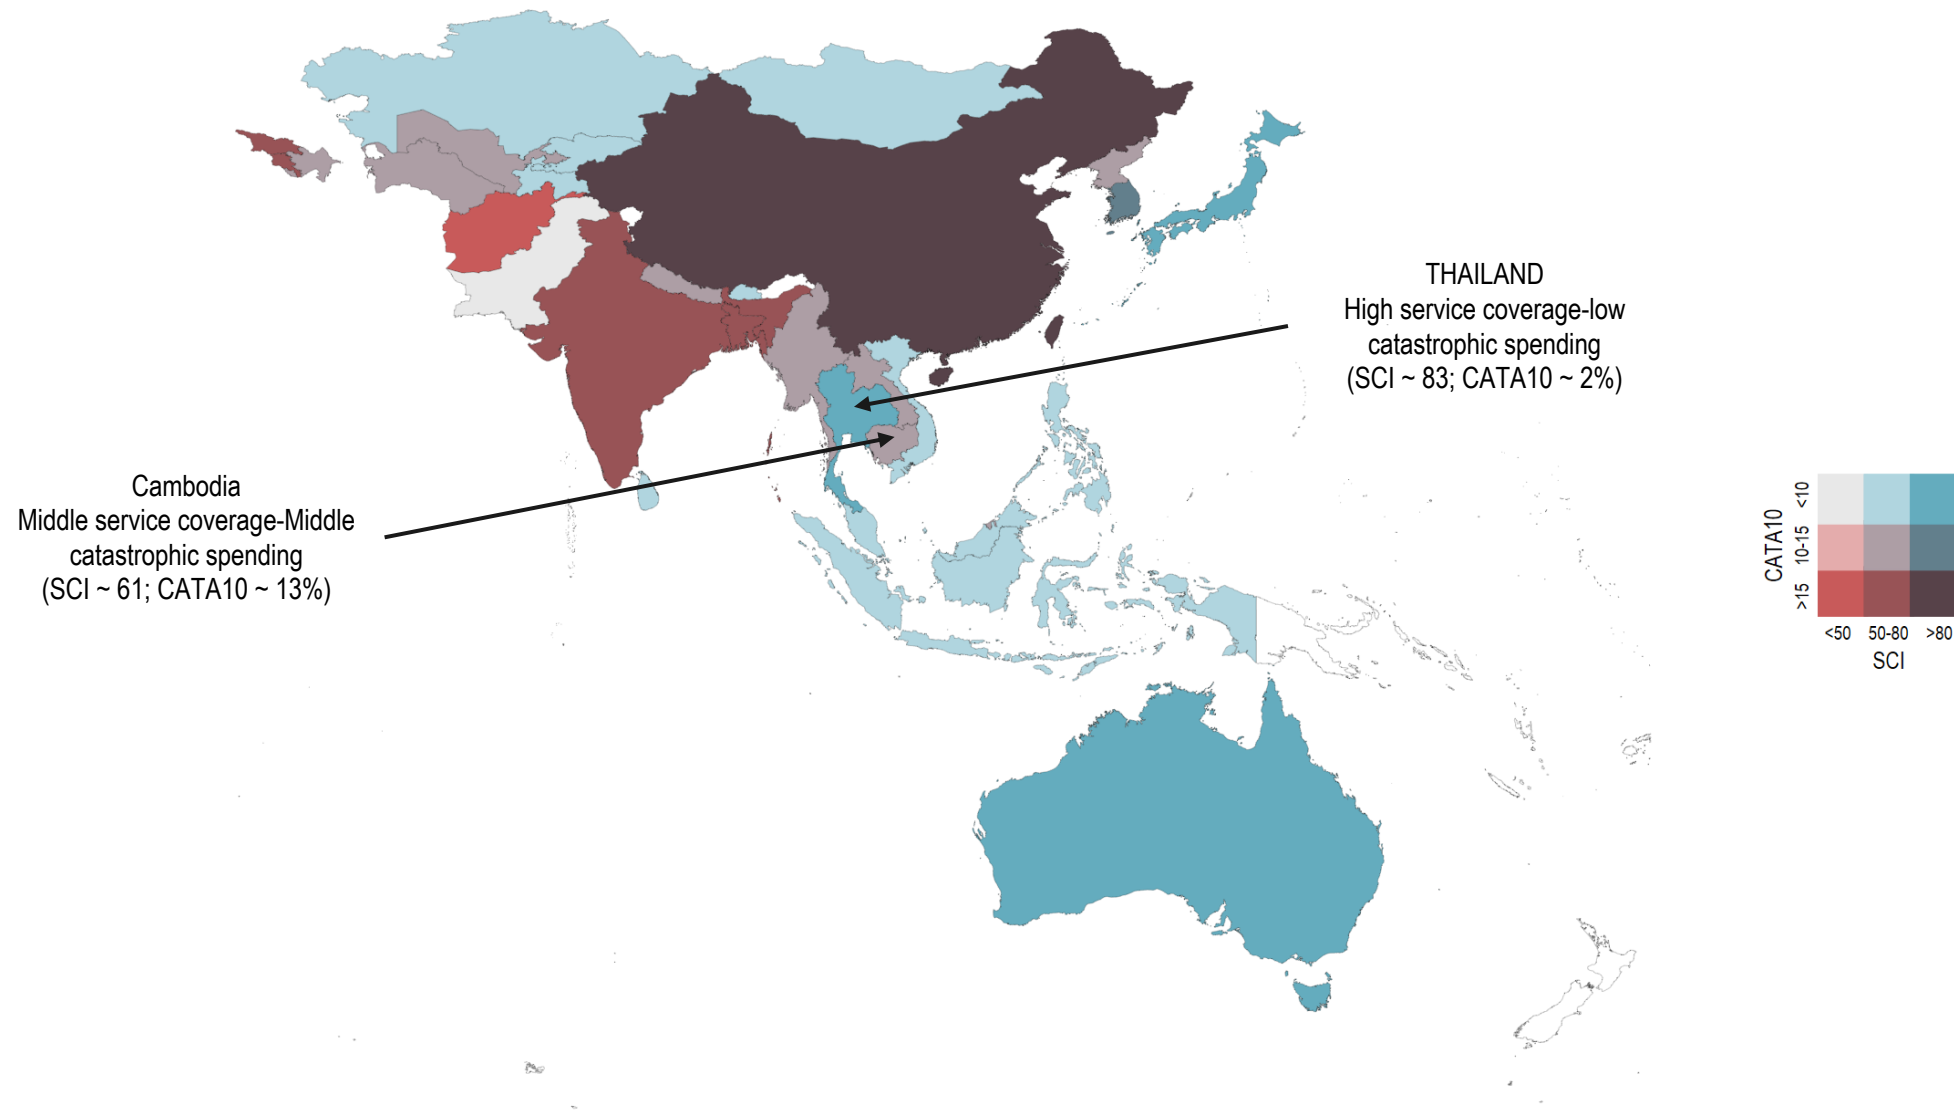 THAILAND
High service coverage-low
catastrophic spending
(SCI ~ 83; CATA10 ~ 2%)
Cambodia
Middle service coverage-Middle
catastrophic spending
(SCI ~ 61; CATA10 ~ 13%)
CATA10
<10
10-15
>15
<50 50-80 >80
SCI